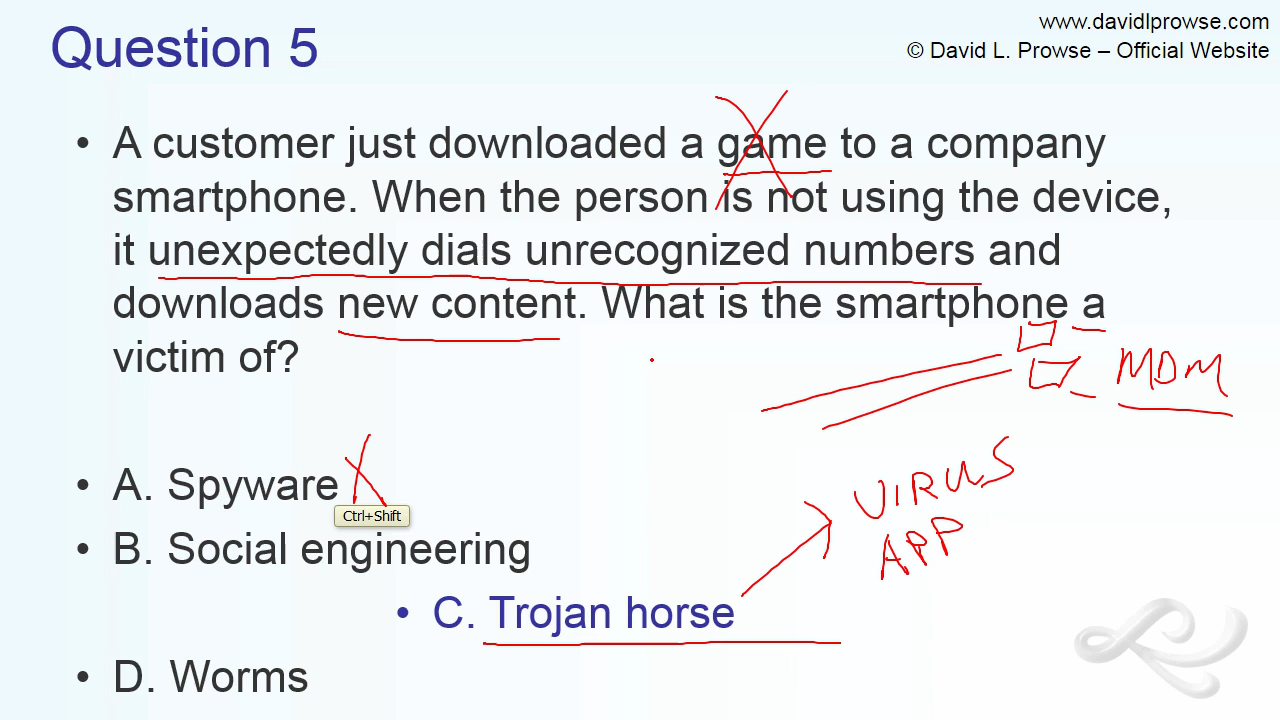 Question 5
www.davidlprowse.com
© David L. Prowse – Official Website
• A customer just downloaded a game to a company
smartphone. When the person is not using the device,
it unexpectedly dials unrecognized numbers and
downloads new content. What is the smartphone a
victim of?
MDM
• A. Spyware
Ctrl+Shift
VIRUS
APP
• B. Social engineering
• C. Trojan horse
• D. Worms